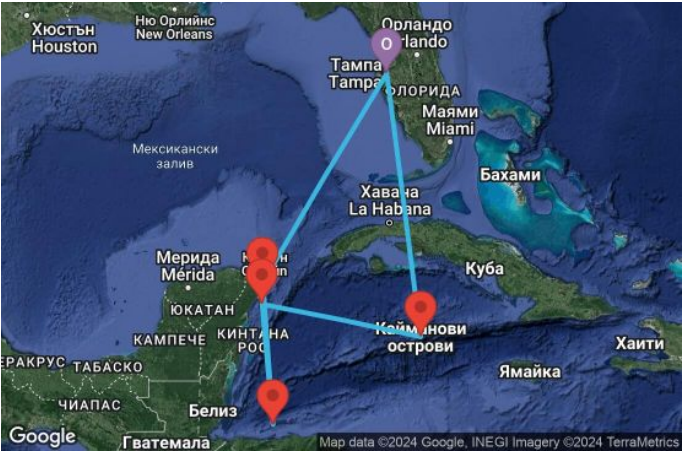 Хюстън
Houston
Ню Орлийнс
New Orleans
Орландо
rlando
O
Тампа
Tampa
ФЛОРИДА
Маями
Miami
Мексикански
залив
Бахами
Хавана
La Habana
Мерида
Mérida
Куба
ЮКАТАН
КАМПЕЧЕ
КИНТАНА
РОО
Кайманови
острови
Хаити
Ямайка
ЕРАКРУС
ТАБАСКО
ЧИАПАС
Белиз
Гватемала
Google
Map data ©2024 Google, INEGI Imagery ©2024 TerraMetrics